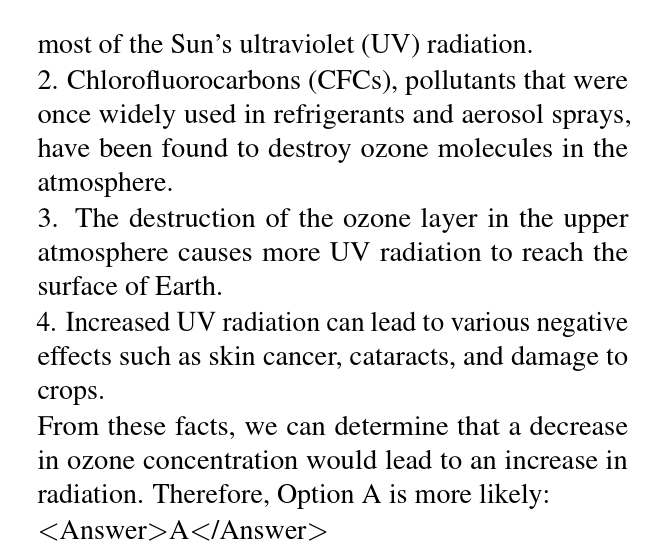 most of the Sun’s ultraviolet (UV) radiation.
2. Chlorofluorocarbons (CFCs), pollutants that were
once widely used in refrigerants and aerosol sprays,
have been found to destroy ozone molecules in the
atmosphere.
3. The destruction of the ozone layer in the upper
atmosphere causes more UV radiation to reach the
surface of Earth.
4. Increased UV radiation can lead to various negative
effects such as skin cancer, cataracts, and damage to
crops.
From these facts, we can determine that a decrease
in ozone concentration would lead to an increase in
radiation. Therefore, Option A is more likely:
<Answer>A</Answer>